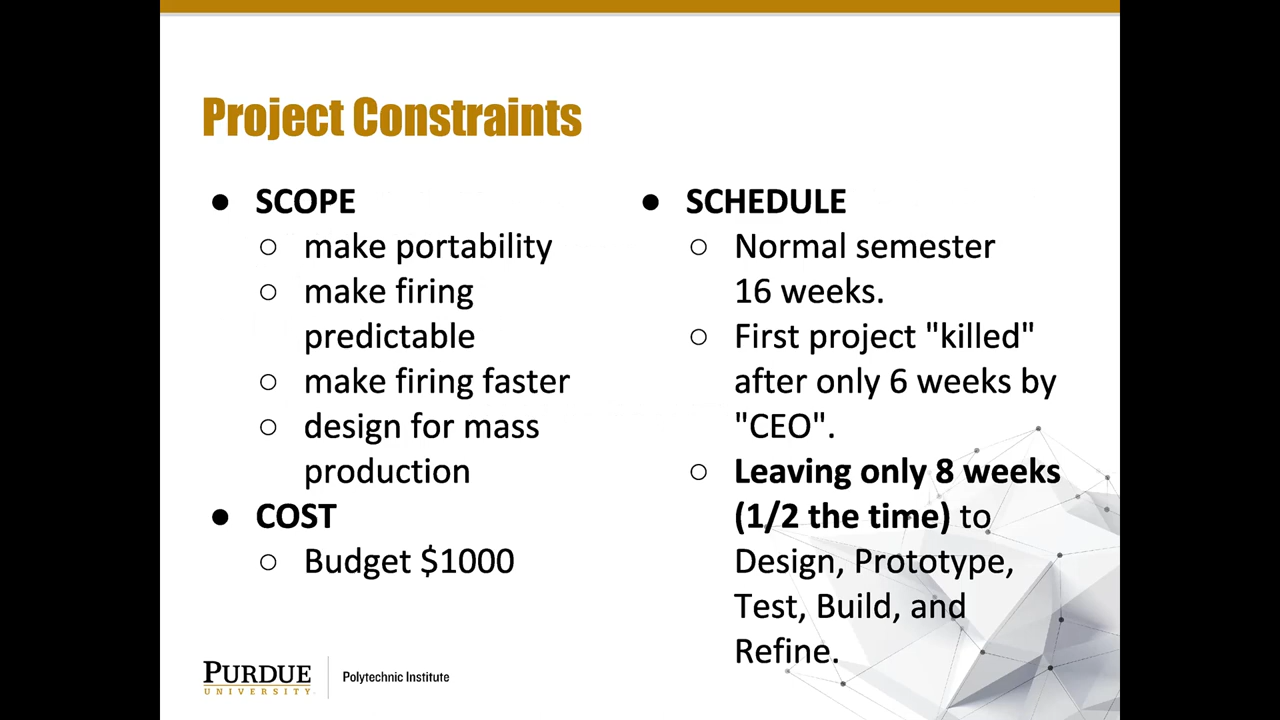 Project Constraints
● SCOPE
○ make portability
○ make firing
predictable
○ make firing faster
○ design for mass
production
● COST
○ Budget $1000
● SCHEDULE
○ Normal semester
16 weeks.
○ First project "killed"
after only 6 weeks by
"CEO".
○ Leaving only 8 weeks
(1/2 the time) to
Design, Prototype,
Test, Build, and
Refine.
PURDUE
UNIVERSITY
Polytechnic Institute